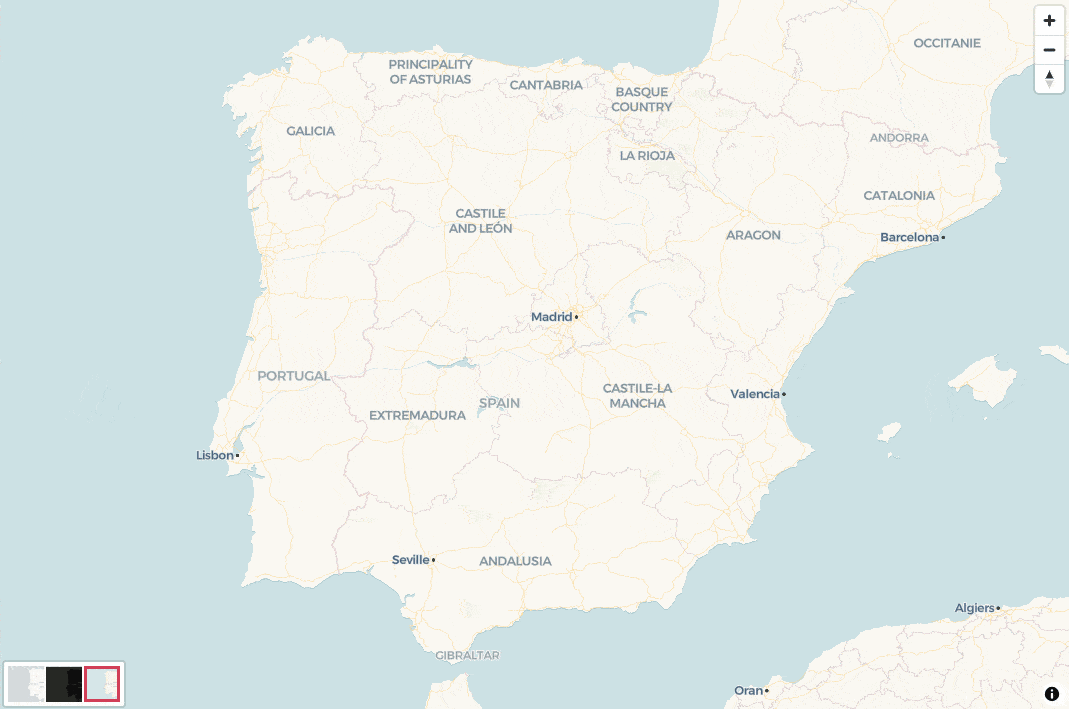 OCCITANIE
PRINCIPALITY
OF ASTURIAS
CANTABRIA
BASQUE
COUNTRY
GALICIA
ANDORRA
LA RIOJA
CATALONIA
CASTILE
AND LEÓN
ARAGON
Barcelona
Madrid
PORTUGAL
CASTILE-LA
MANCHA
Valencia
SPAIN
EXTREMADURA
Lisbon
Seville
ANDALUSIA
Algiers
GIBRALTAR
Oran